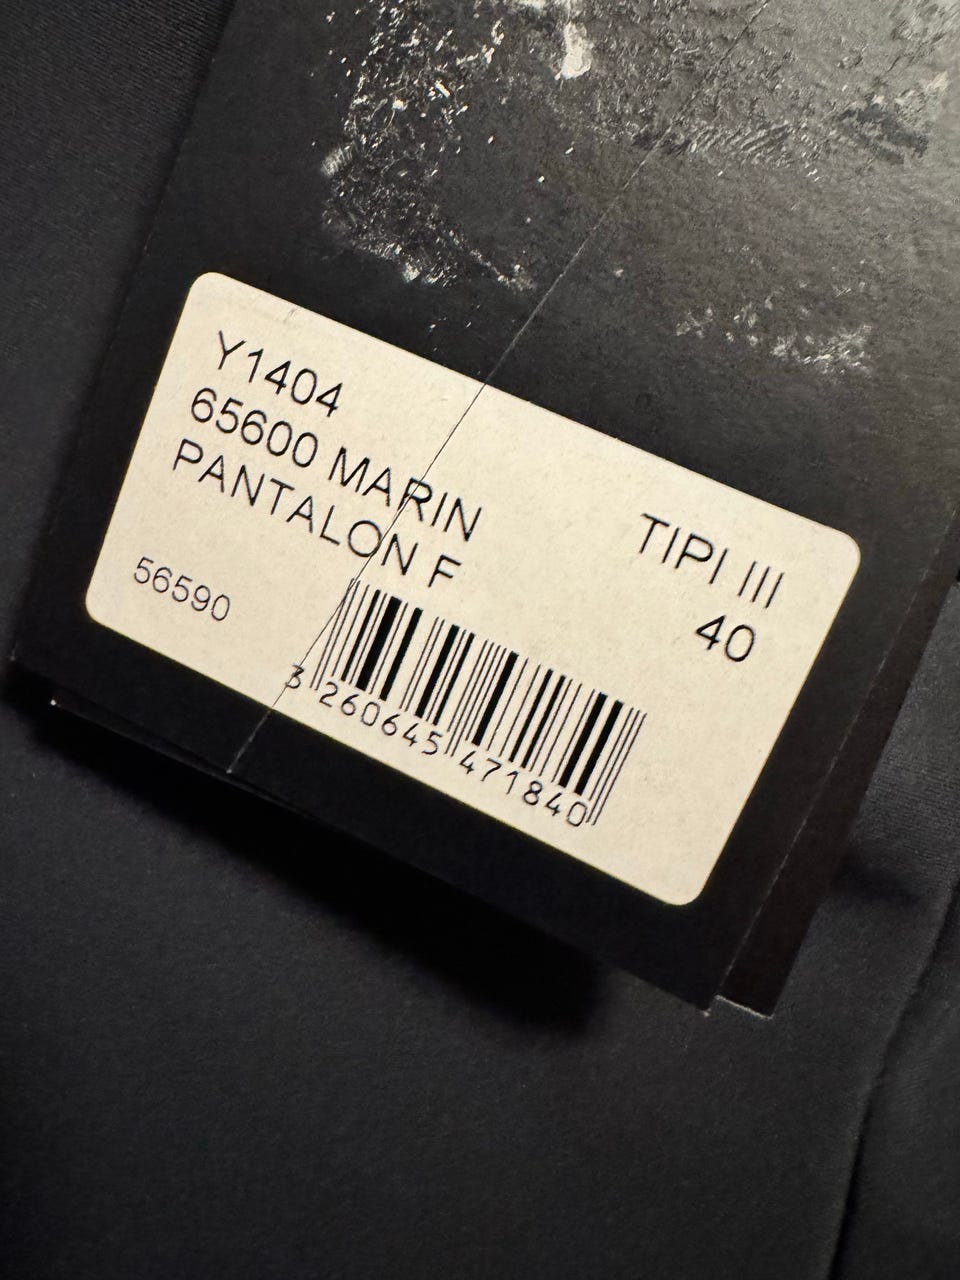 Y1404
65600 MARIN
PANTALON F
TIPI III
40
56590
3 260645 471840